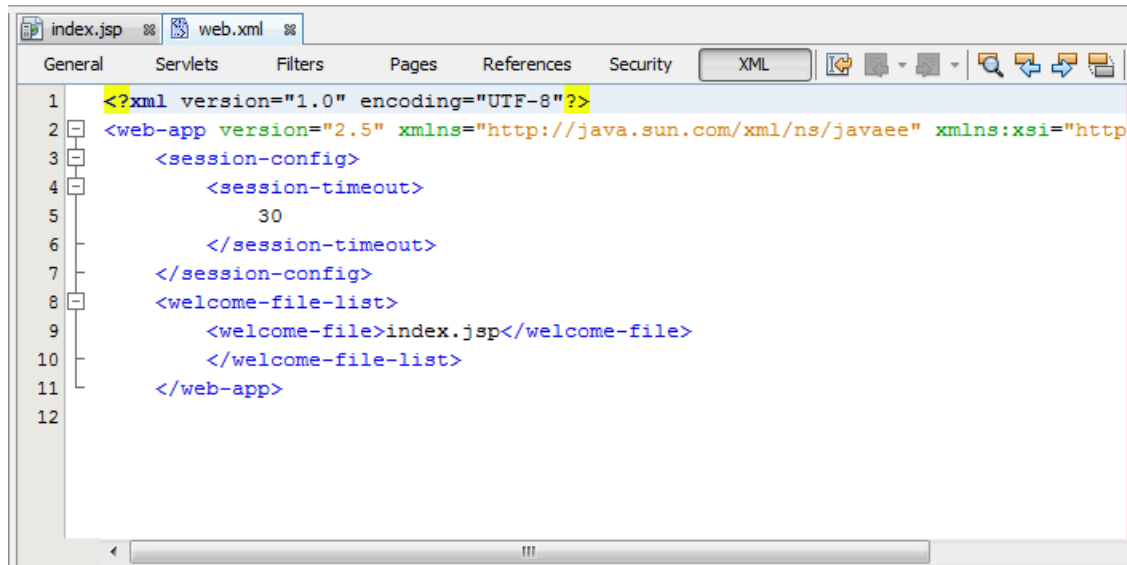 index.jsp web.xml
General Servlets Filters Pages References Security XML
1 <?xml version="1.0" encoding="UTF-8"?>
2 <web-app version="2.5" xmlns="http://java.sun.com/xml/ns/javaee" xmlns:xsi="http
3 <session-config>
4 <session-timeout>
5 30
6 </session-timeout>
7 </session-config>
8 <welcome-file-list>
9 <welcome-file>index.jsp</welcome-file>
10 </welcome-file-list>
11 </web-app>
12